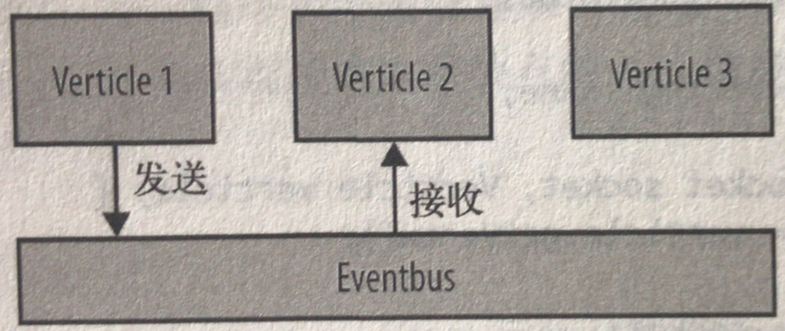 Verticle 1
Verticle 2
Verticle 3
发送
接收
Eventbus